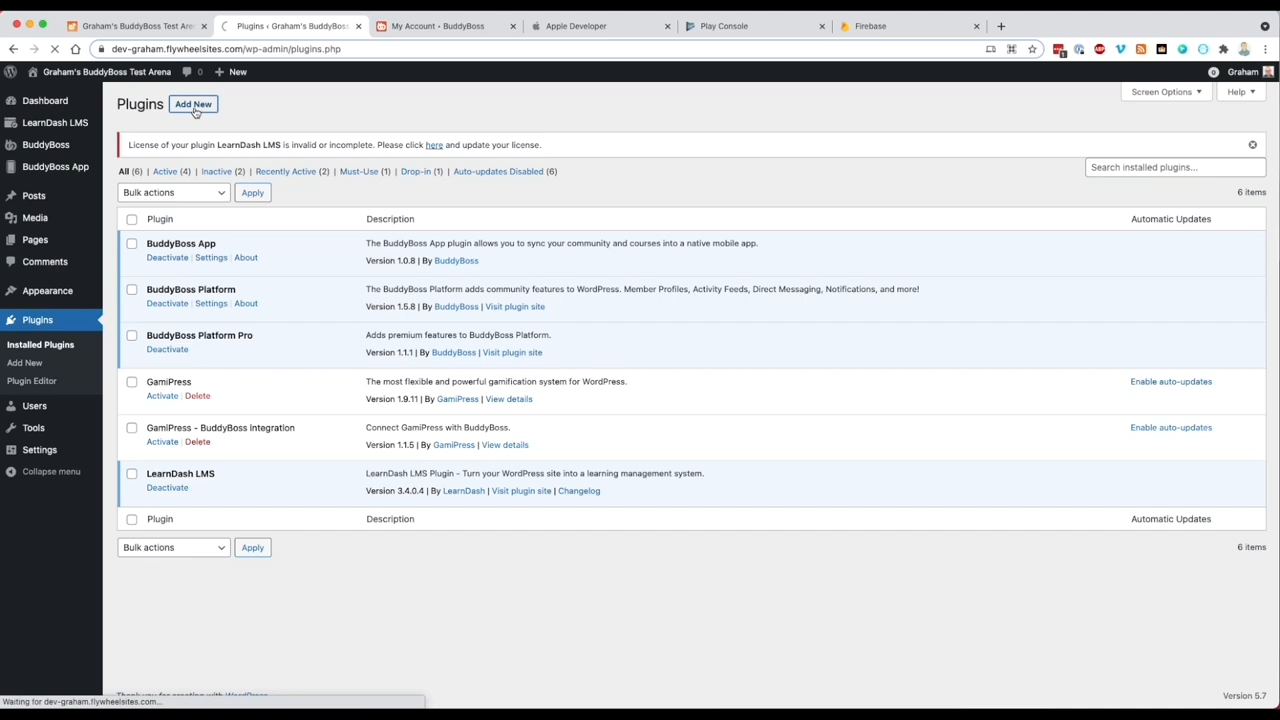 Graham's BuddyBoss Test Aren
Plugins ‹ Graham's BuddyBoss
My Account - BuddyBoss
Apple Developer
Play Console
Firebase
dev-graham.flywheelsites.com/wp-admin/plugins.php
Graham's BuddyBoss Test Arena
0
New
0
Graham
Dashboard
LearnDash LMS
BuddyBoss
BuddyBoss App
Posts
Media
Pages
Comments
Appearance
Plugins
Installed Plugins
Add New
Plugin Editor
Users
Tools
Settings
Collapse menu
Plugins
Add New
Screen Options
Help
License of your plugin LearnDash LMS is invalid or incomplete. Please click here and update your license.
All (6) | Active (4) | Inactive (2) | Recently Active (2) | Must-Use (1) | Drop-in (1) | Auto-updates Disabled (6)
Search installed plugins...
Bulk actions
Apply
6 items
Plugin
Description
Automatic Updates
BuddyBoss App
Deactivate | Settings | About
The BuddyBoss App plugin allows you to sync your community and courses into a native mobile app.
Version 1.0.8 | By BuddyBoss
BuddyBoss Platform
Deactivate | Settings | About
The BuddyBoss Platform adds community features to WordPress. Member Profiles, Activity Feeds, Direct Messaging, Notifications, and more!
Version 1.5.8 | By BuddyBoss | Visit plugin site
BuddyBoss Platform Pro
Deactivate
Adds premium features to BuddyBoss Platform.
Version 1.1.1 | By BuddyBoss | Visit plugin site
GamiPress
Activate | Delete
The most flexible and powerful gamification system for WordPress.
Version 1.9.11 | By GamiPress | View details
Enable auto-updates
GamiPress - BuddyBoss Integration
Activate | Delete
Connect GamiPress with BuddyBoss.
Version 1.1.5 | By GamiPress | View details
Enable auto-updates
LearnDash LMS
Deactivate
LearnDash LMS Plugin - Turn your WordPress site into a learning management system.
Version 3.4.0.4 | By LearnDash | Visit plugin site | Changelog
Plugin
Description
Automatic Updates
Bulk actions
Apply
6 items
Thank you for creating with WordPress.
Version 5.7
Waiting for dev-graham.flywheelsites.com...